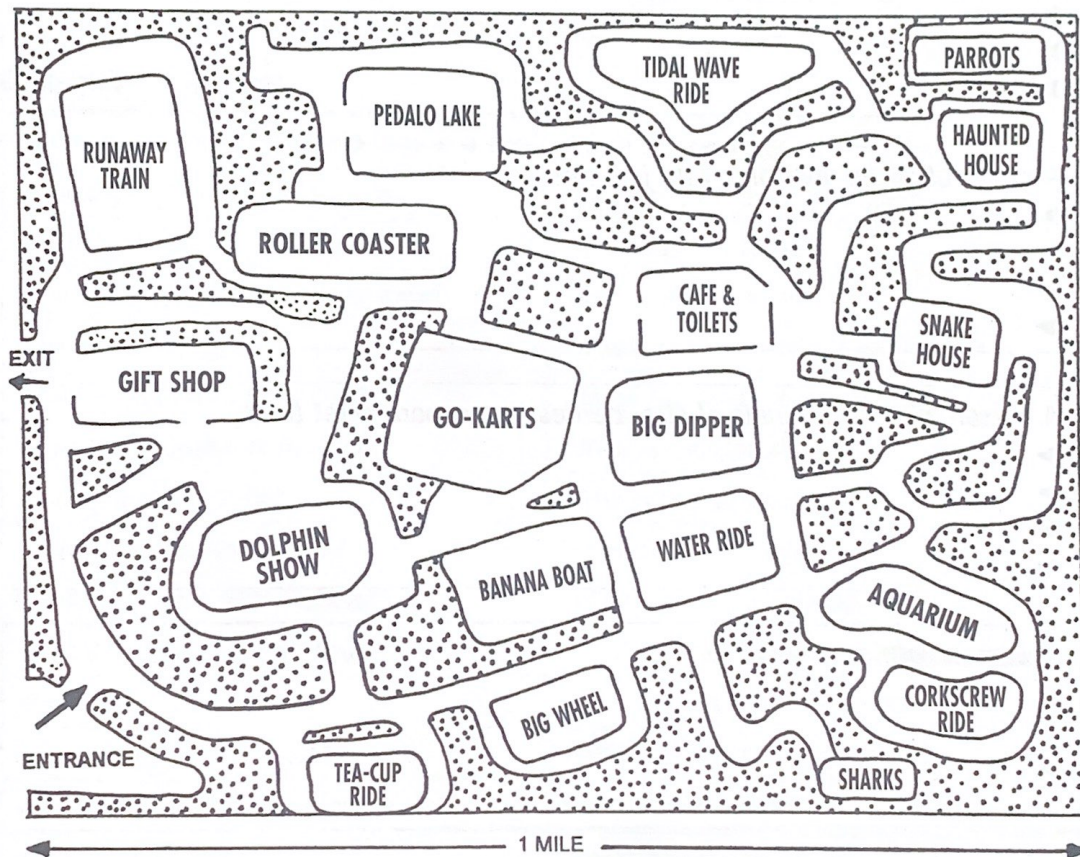 TIDAL WAVE
RIDE
PARROTS
PEDALO LAKE
HAUNTED
HOUSE
RUNAWAY
TRAIN
ROLLER COASTER
CAFE &
TOILETS
SNAKE
HOUSE
EXIT
GIFT SHOP
GO-KARTS
BIG DIPPER
DOLPHIN
SHOW
WATER RIDE
BANANA BOAT
AQUARIUM
CORKSCREW
RIDE
BIG WHEEL
ENTRANCE
TEA-CUP
RIDE
SHARKS
1 MILE